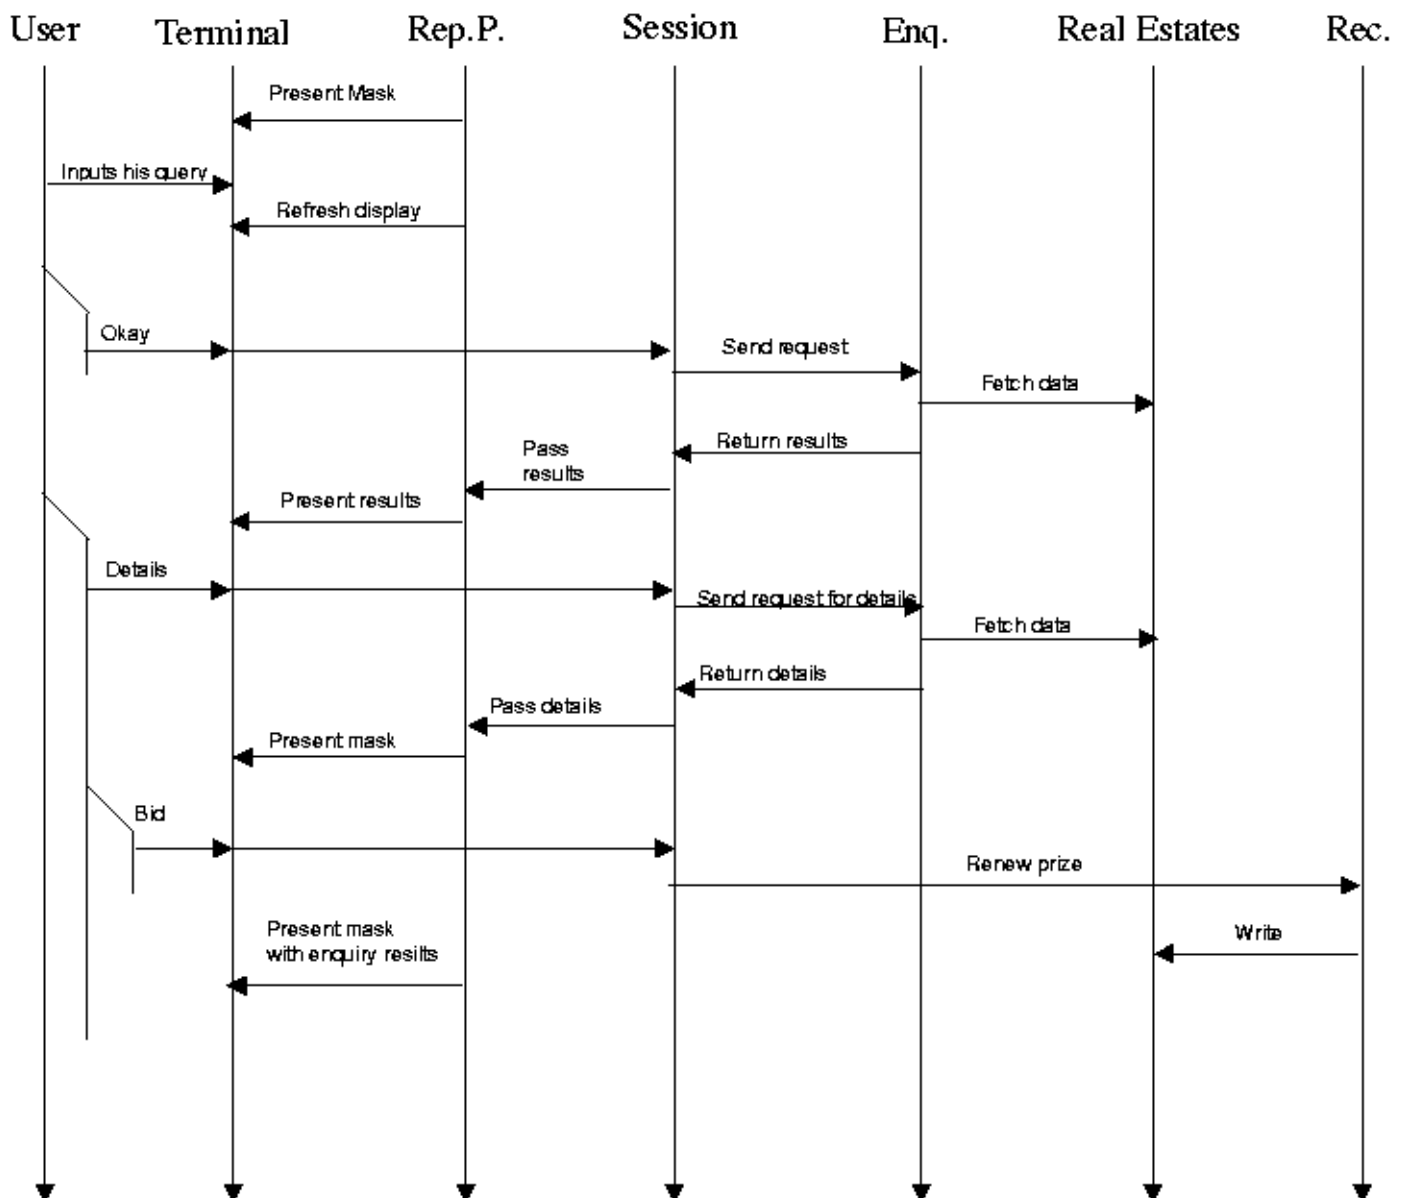 User Terminal Rep.P. Session Enq. Real Estates Rec.
Present Mask
Inputs his query
Refresh display
Okay
Send request
Fetch data
Return results
Pass
results
Present results
Details
Send request for details
Fetch data
Return details
Pass details
Present mask
Bid
Renew prize
Present mask
with enquiry resilts
Write